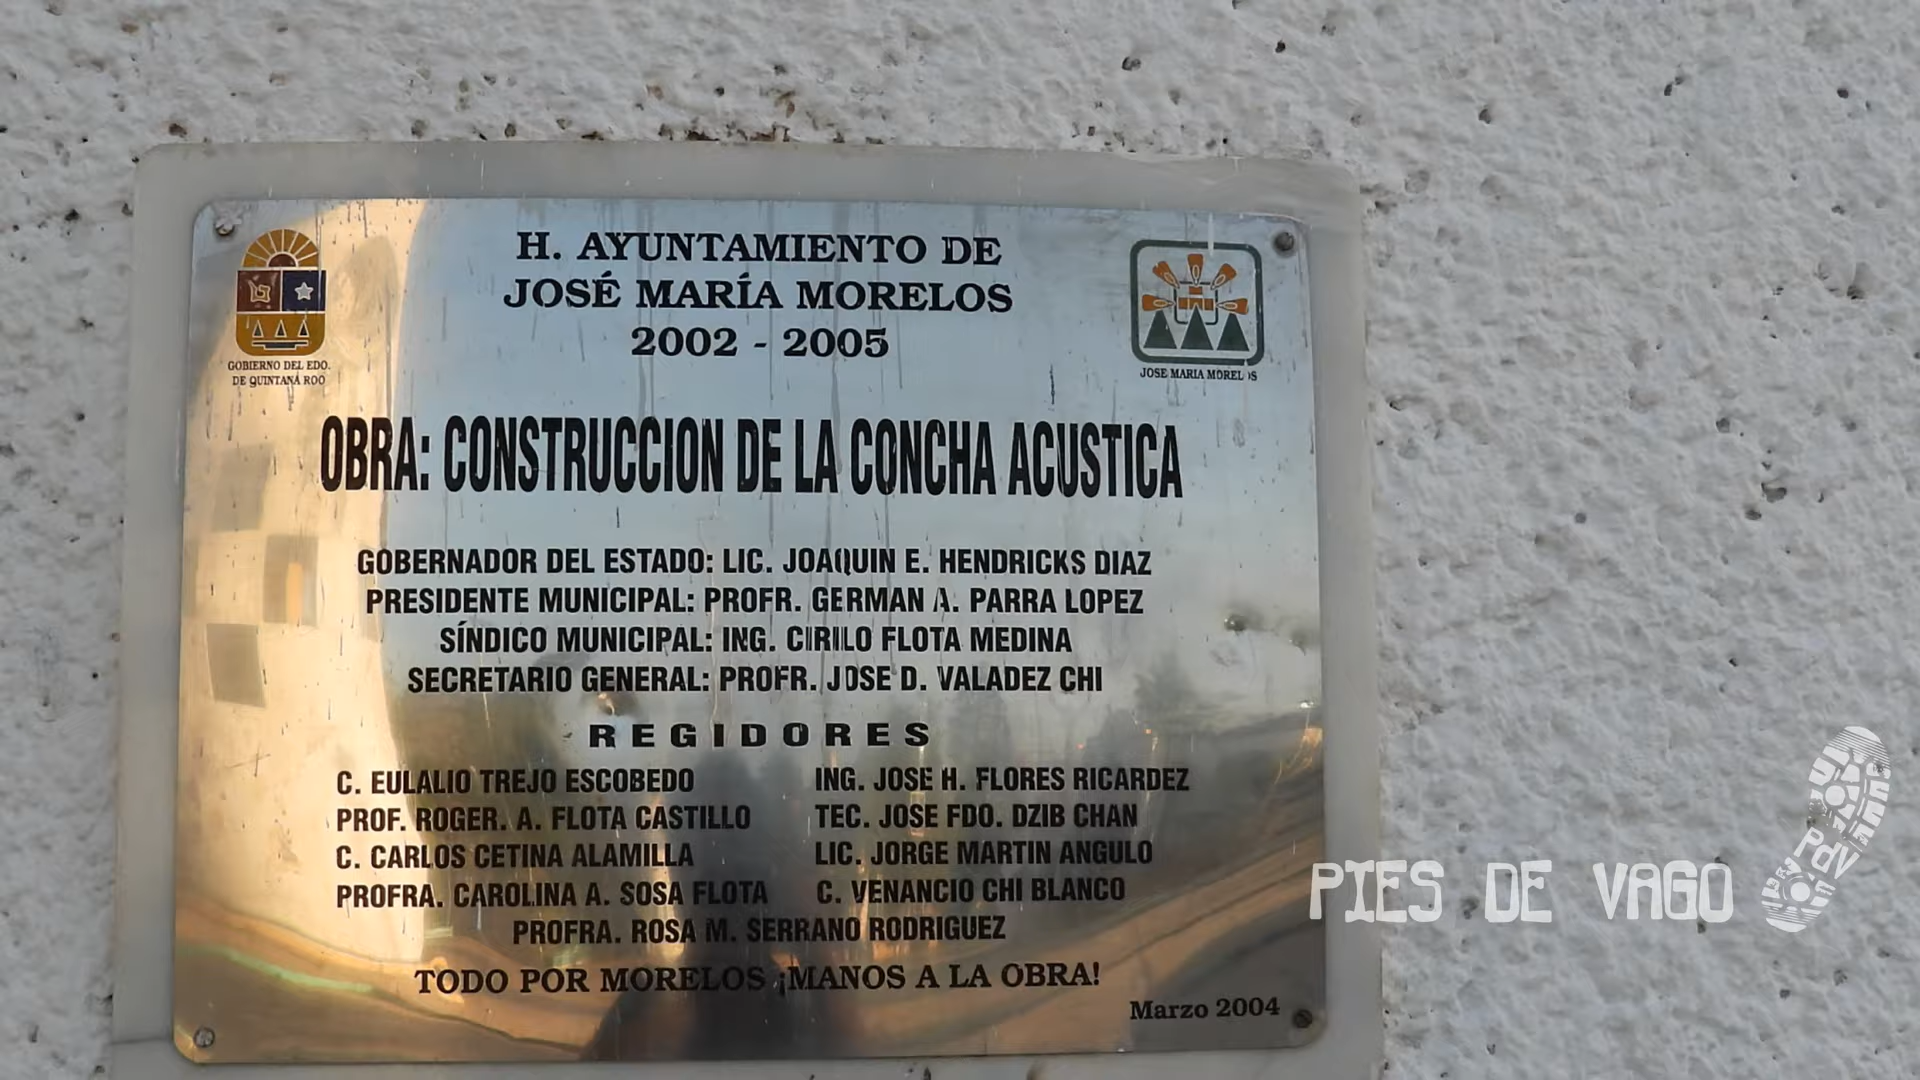 H. AYUNTAMIENTO DE
JOSÉ MARÍA MORELOS
2002 - 2005
GOBIERNO DEL EDO.
DE QUINTANA ROO
JOSE MARIA MORELOS
OBRA: CONSTRUCCION DE LA CONCHA ACUSTICA
GOBERNADOR DEL ESTADO: LIC. JOAQUIN E. HENDRICKS DIAZ
PRESIDENTE MUNICIPAL: PROFR. GERMAN A. PARRA LOPEZ
SÍNDICO MUNICIPAL: ING. CIRILO FLOTA MEDINA
SECRETARIO GENERAL: PROFR. JOSE D. VALADEZ CHI
REGIDORES
C. EULALIO TREJO ESCOBEDO
PROF. ROGER. A. FLOTA CASTILLO
C. CARLOS CETINA ALAMILLA
PROFRA. CAROLINA A. SOSA FLOTA
ING. JOSE H. FLORES RICARDEZ
TEC. JOSE FDO. DZIB CHAN
LIC. JORGE MARTIN ANGULO
C. VENANCIO CHI BLANCO
PROFRA. ROSA M. SERRANO RODRIGUEZ
TODO POR MORELOS ¡MANOS A LA OBRA!
Marzo 2004
PIES DE VAGO
PdV